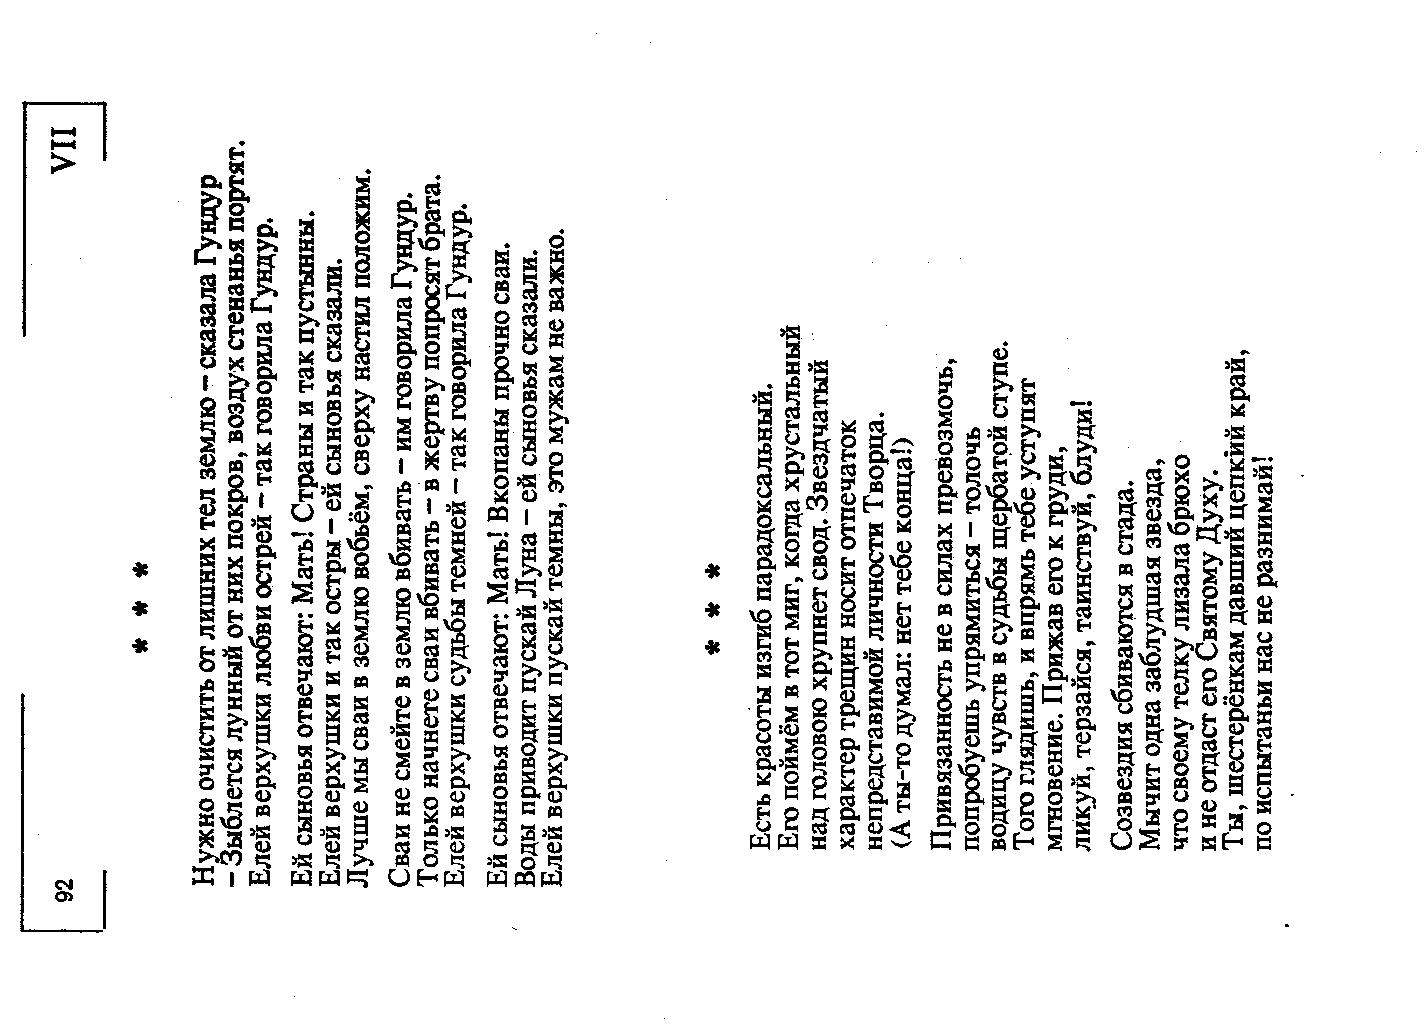 92
VII
* * *
Нужно очистить от лишних тел землю – сказала Гундур
– Зыблется лунный от них покров, воздух стенанья портят.
Елей верхушки любви острей – так говорила Гундур.
Ей сыновья отвечают: Мать! Страны и так пустынны.
Елей верхушки и так остры – ей сыновья сказали.
Лучше мы сваи в землю вобьём, сверху настил положим.
Сваи не смейте в землю вбивать – им говорила Гундур.
Только начнете сваи вбивать – в жертву попросят брата.
Елей верхушки судьбы темней – так говорила Гундур.
Ей сыновья отвечают: Мать! Вкопаны прочно сваи.
Воды приводит пускай Луна – ей сыновья сказали.
Елей верхушки пускай темны, это мужам не важно.
* * *
Есть красоты изгиб парадоксальный.
Его поймём в тот миг, когда хрустальный
над головою хрупнет свод. Звездчатый
характер трещин носит отпечаток
непредставимой личности Творца.
(А ты-то думал: нет тебе конца!)
Привязанность не в силах превозмочь,
попробуешь упрямиться – толочь
водицу чувств в судьбы щербатой ступе.
Того глядишь, и впрямь тебе уступят
мгновение. Прижав его к груди,
ликуй, терзайся, таинствуй, блуди!
Созвездия сбиваются в стада.
Мычит одна заблудшая звезда,
что своему телку лизала брюхо
и не отдаст его Святому Духу.
Ты, шестерёнкам давший цепкий край,
по испытаньи нас не разнимай!